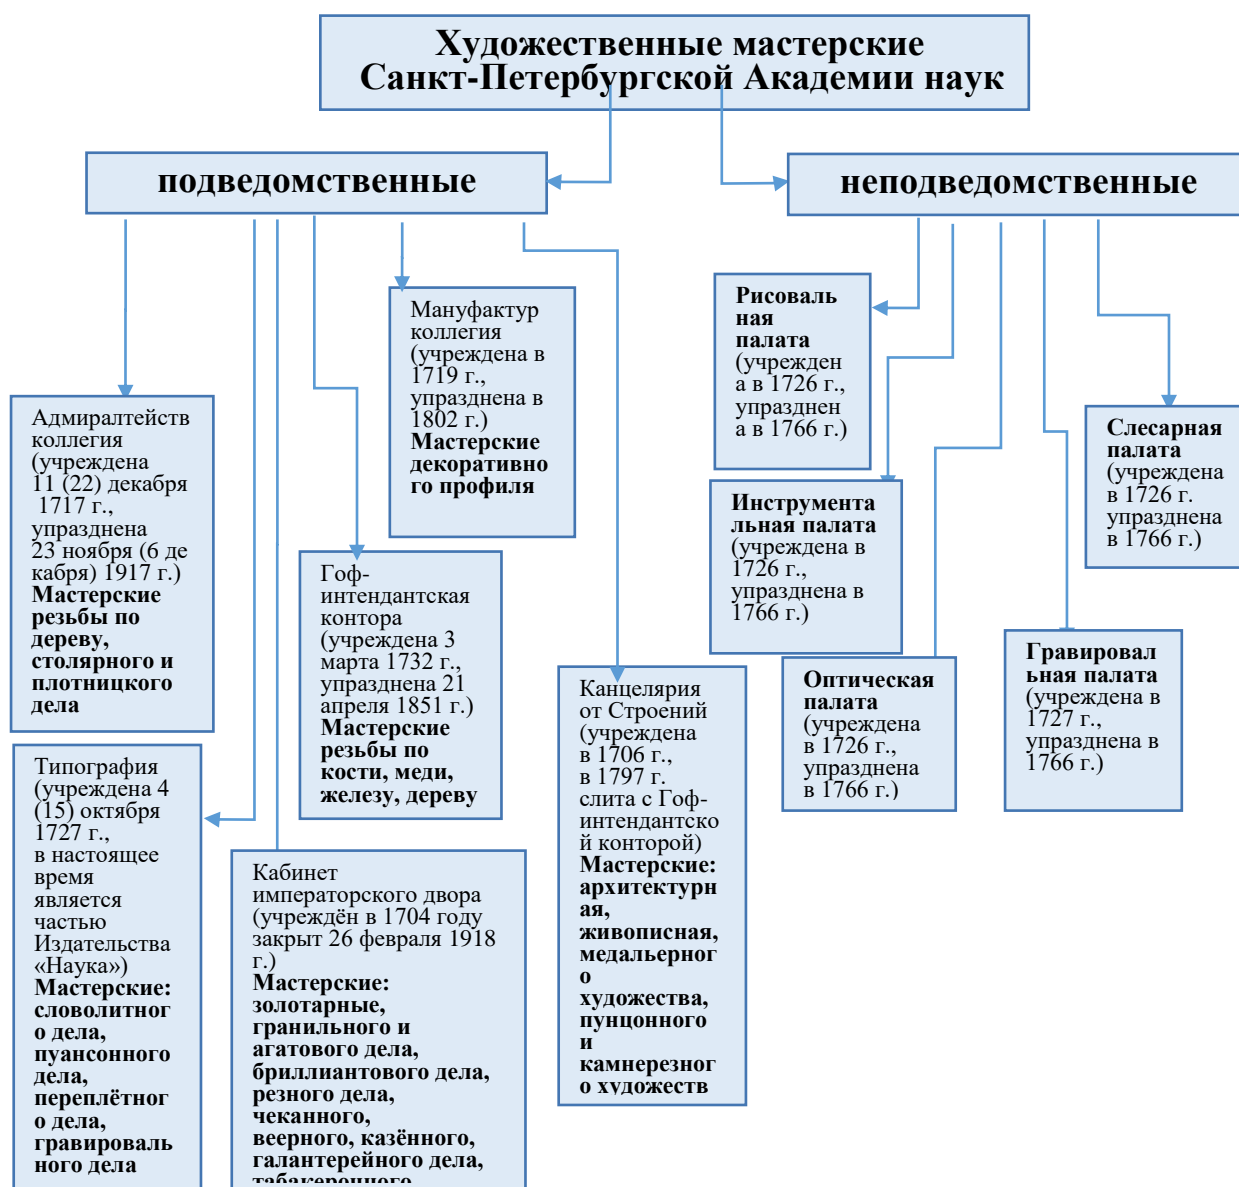 Художественные мастерские
Санкт-Петербургской Академии наук
подведомственные
неподведомственные
Мануфактур
коллегия
(учреждена в
1719 г.,
упразднена в
1802 г.)
Мастерские
декоративно
го профиля
Рисоваль
ная
палата
(учрежден
а в 1726 г.,
упразднен
а в 1766 г.)
Адмиралтейств
коллегия
(учреждена
11 (22) декабря
1717 г.,
упразднена
23 ноября (6 де
кабря) 1917 г.)
Мастерские
резьбы по
дереву,
столярного и
плотницкого
дела
Слесарная
палата
(учреждена
в 1726 г.
упразднена
в 1766 г.)
Инструмента
льная палата
(учреждена в
1726 г.,
упразднена в
1766 г.)
Гоф-
интендантская
контора
(учреждена 3
марта 1732 г.,
упразднена 21
апреля 1851 г.)
Мастерские
резьбы по
кости, меди,
железу, дереву
Гравировал
ьная палата
(учреждена в
1727 г.,
упразднена в
1766 г.)
Оптическая
палата
(учреждена
в 1726 г.,
упразднена
в 1766 г.)
Канцелярия
от Строений
(учреждена
в 1706 г.,
в 1797 г.
слита с Гоф-
интендантско
й конторой)
Мастерские:
архитектурн
ая,
живописная,
медальерног
о
художества,
пунцонного
и
камнерезног
о художеств
Типография
(учреждена 4
(15) октября
1727 г.,
в настоящее
время
является
частью
Издательства
«Наука»)
Мастерские:
словолитног
о дела,
пуансонного
дела,
переплётног
о дела,
гравироваль
ного дела
Кабинет
императорского двора
(учреждён в 1704 году
закрыт 26 февраля 1918
г.)
Мастерские:
золотарные,
гранильного и
агатового дела,
бриллиантового дела,
резного дела,
чеканного,
веерного, казённого,
галантерейного дела,
табакерочного